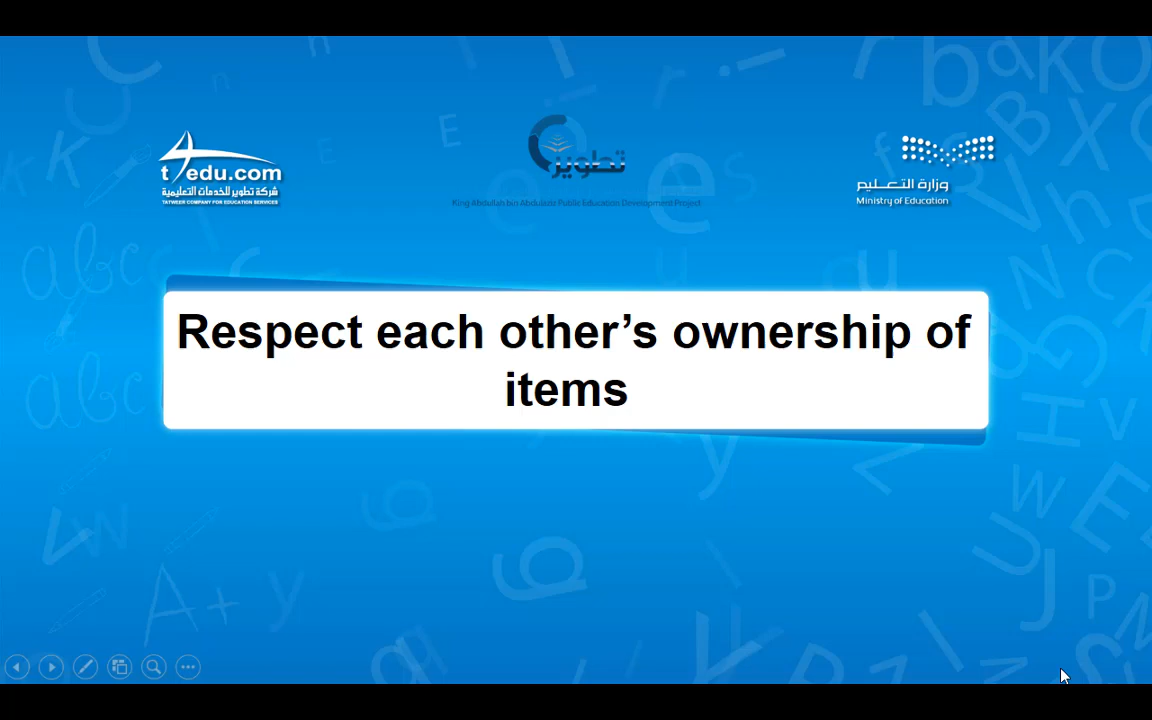 t4edu.com
شركة تطوير للخدمات التعليمية
TATWEER COMPANY FOR EDUCATION SERVICES
تطوير
King Abdullah bin Abdulaziz Public Education Development Project
وزارة التعـــليم
Ministry of Education
Respect each other’s ownership of
items